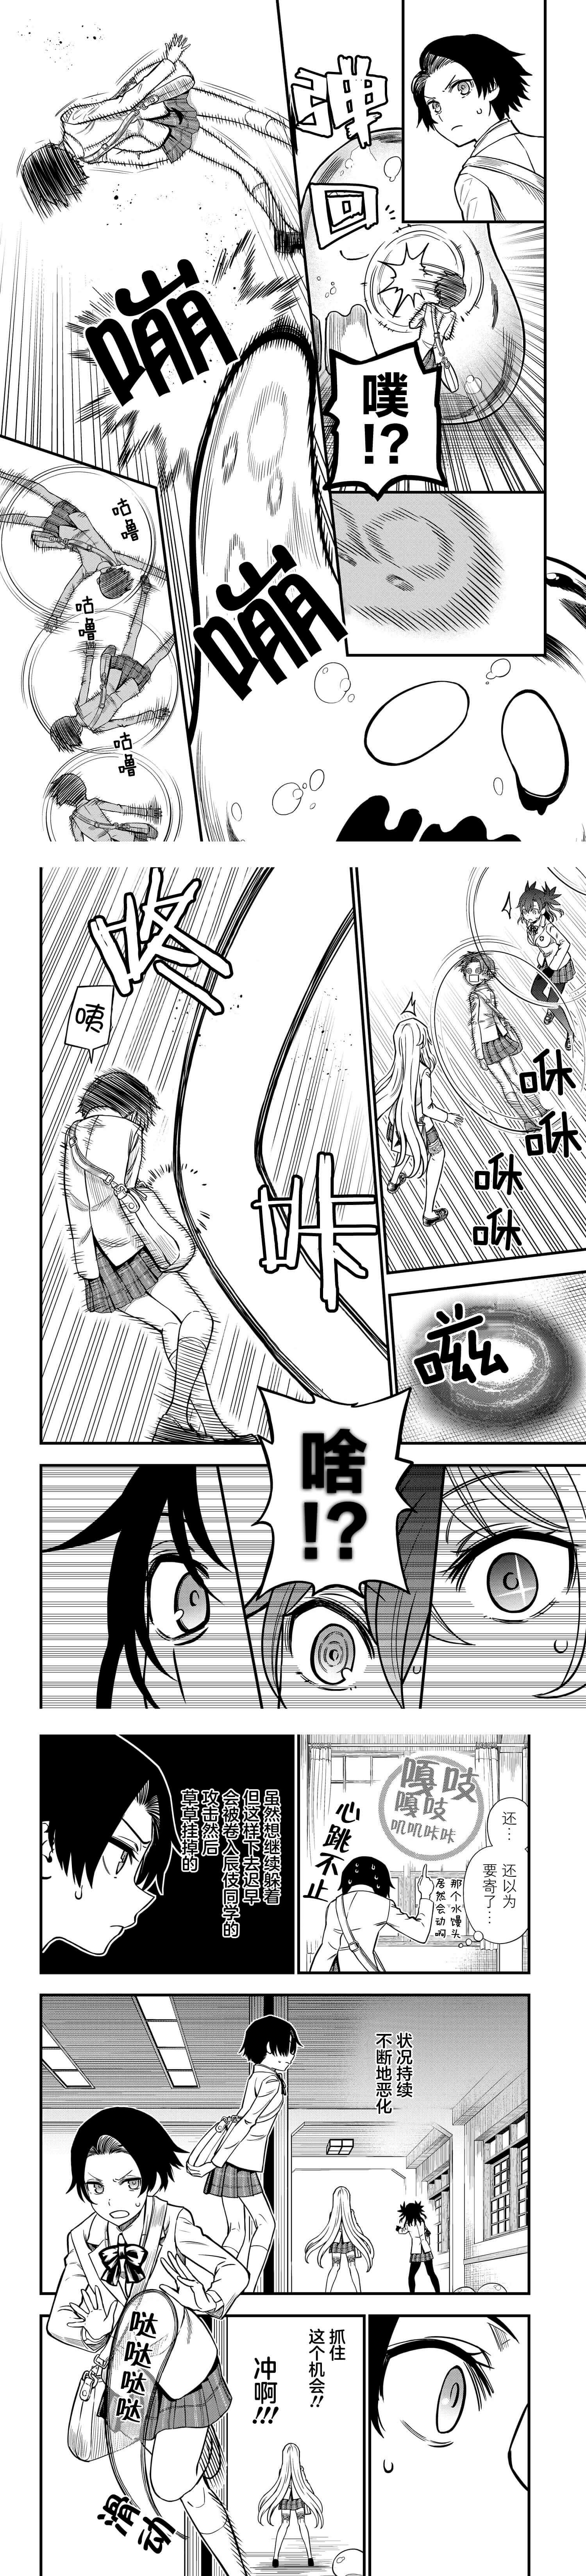 弾
回
噗
!?
嘣
嘣
咕噜
咕噜
咕噜
咻咻
咻咻
咚
咔
咦
嗞
啥
!?
还…还以为
要寄了…
那个水馒头
居然会动啊
嘎吱
嘎吱
叽叽咔咔
心跳不止
虽然想继续躲着
但这样下去迟早
会被卷入辰伎同学的
攻击然后
草草挂掉的
状况持续
不断地恶化
抓住
这个机会!!
冲啊!!!
哒哒哒哒
滑动